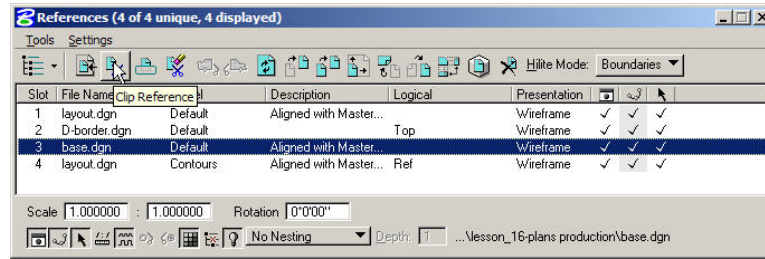 References (4 of 4 unique, 4 displayed)
Tools Settings
Hilite Mode: Boundaries
Slot File Name Clip Reference el Description Logical Presentation
1 layout.dgn Default Aligned with Master... Wireframe
2 D-border.dgn Default Top Wireframe
3 base.dgn Default Aligned with Master... Wireframe
4 layout.dgn Contours Aligned with Master... Ref Wireframe
Scale 1.000000 : 1.000000 Rotation 0°0'00"
No Nesting Depth: 1 ...\lesson_16-plans production\base.dgn